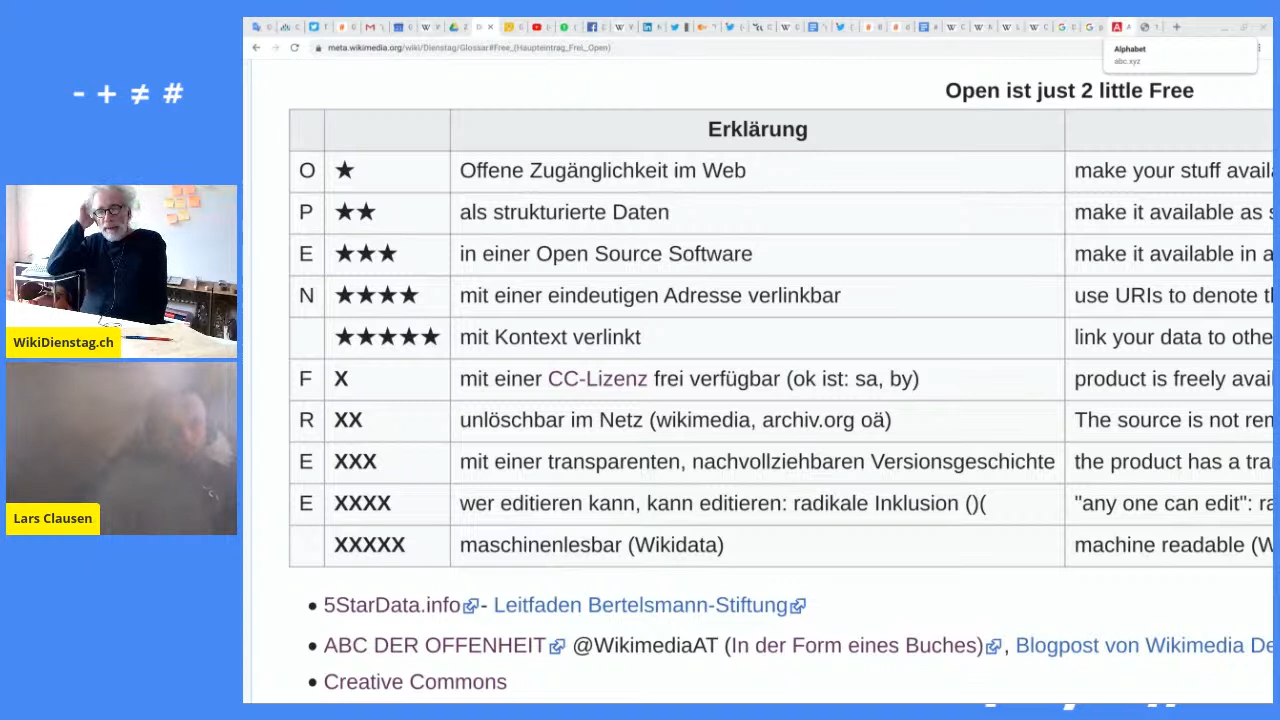 - + ≠ #
WikiDienstag.ch
Lars Clausen
meta.wikimedia.org/wiki/Dienstag/Glossar#Free_(Haupteintrag_Frei_Open)
Alphabet
abc.xyz
Open ist just 2 little Free
Erklärung
O ★ Offene Zugänglichkeit im Web make your stuff avail
P ★★ als strukturierte Daten make it available as s
E ★★★ in einer Open Source Software make it available in a
N ★★★★ mit einer eindeutigen Adresse verlinkbar use URIs to denote t
★★★★★ mit Kontext verlinkt link your data to othe
F X mit einer CC-Lizenz frei verfügbar (ok ist: sa, by) product is freely avai
R XX unlöschbar im Netz (wikimedia, archiv.org oä) The source is not ren
E XXX mit einer transparenten, nachvollziehbaren Versionsgeschichte the product has a tra
E XXXX wer editieren kann, kann editieren: radikale Inklusion ()( "any one can edit": ra
XXXXX maschinenlesbar (Wikidata) machine readable (W
• 5StarData.info - Leitfaden Bertelsmann-Stiftung
• ABC DER OFFENHEIT @WikimediaAT (In der Form eines Buches), Blogpost von Wikimedia De
• Creative Commons